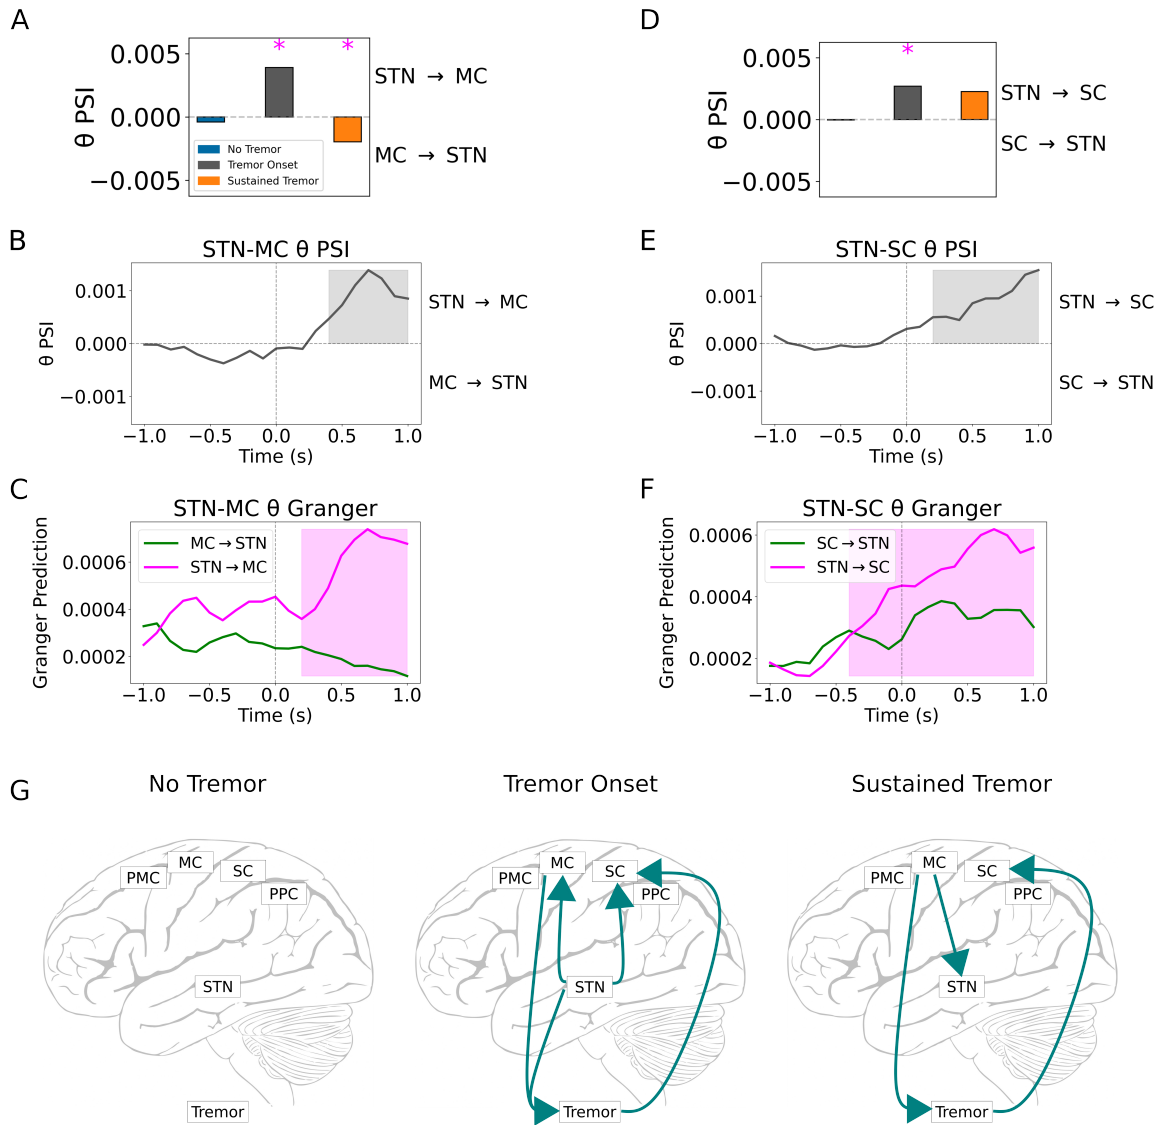 A
0.005
0.000
−0.005
θ PSI
* *
No Tremor
Tremor Onset
Sustained Tremor
STN → MC
MC → STN
D
0.005
0.000
−0.005
θ PSI
*
STN → SC
SC → STN
B
STN-MC θ PSI
θ PSI
0.001
0.000
−0.001
−1.0 −0.5 0.0 0.5 1.0
Time (s)
STN → MC
MC → STN
E
STN-SC θ PSI
θ PSI
0.001
0.000
−0.001
−1.0 −0.5 0.0 0.5 1.0
Time (s)
STN → SC
SC → STN
C
STN-MC θ Granger
Granger Prediction
0.0006
0.0004
0.0002
MC→STN
STN→MC
−1.0 −0.5 0.0 0.5 1.0
Time (s)
F
STN-SC θ Granger
Granger Prediction
0.0006
0.0004
0.0002
SC→STN
STN→SC
−1.0 −0.5 0.0 0.5 1.0
Time (s)
G
No Tremor
PMC
MC
SC
PPC
STN
Tremor
Tremor Onset
PMC
MC
SC
PPC
STN
Tremor
Sustained Tremor
PMC
MC
SC
PPC
STN
Tremor